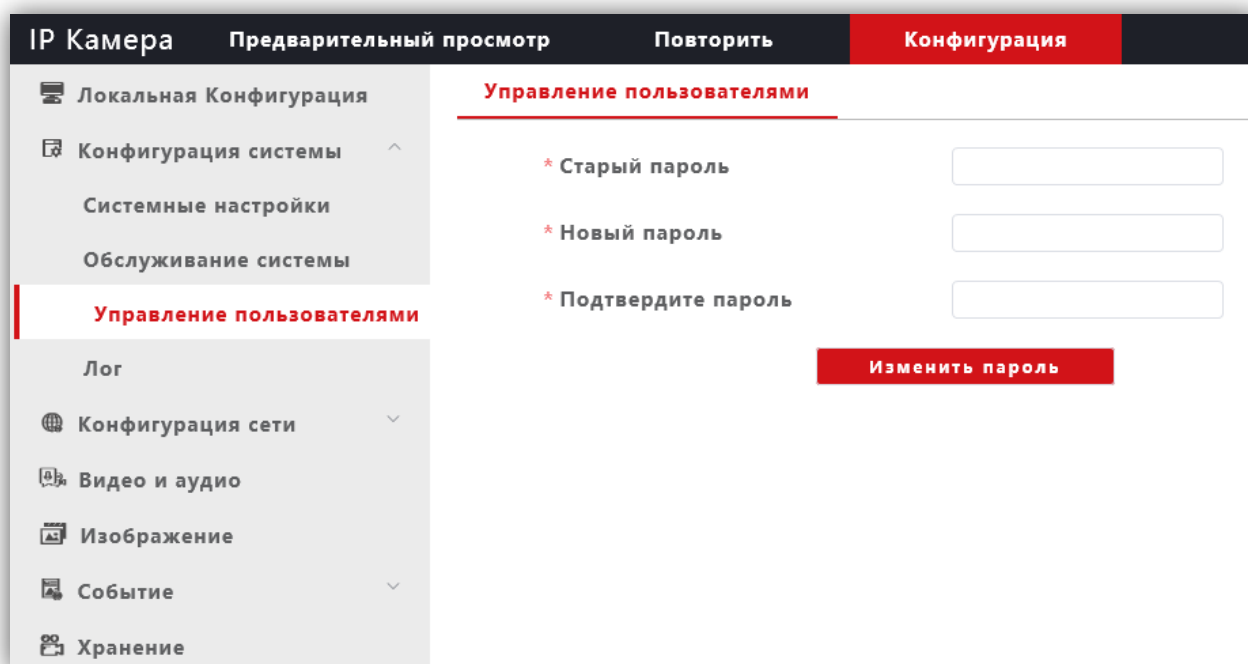 IP Камера Предварительный просмотр Повторить Конфигурация
Локальная Конфигурация
Конфигурация системы
Системные настройки
Обслуживание системы
Управление пользователями
Лог
Конфигурация сети
Видео и аудио
Изображение
Событие
Хранение
Управление пользователями
* Старый пароль
* Новый пароль
* Подтвердите пароль
Изменить пароль